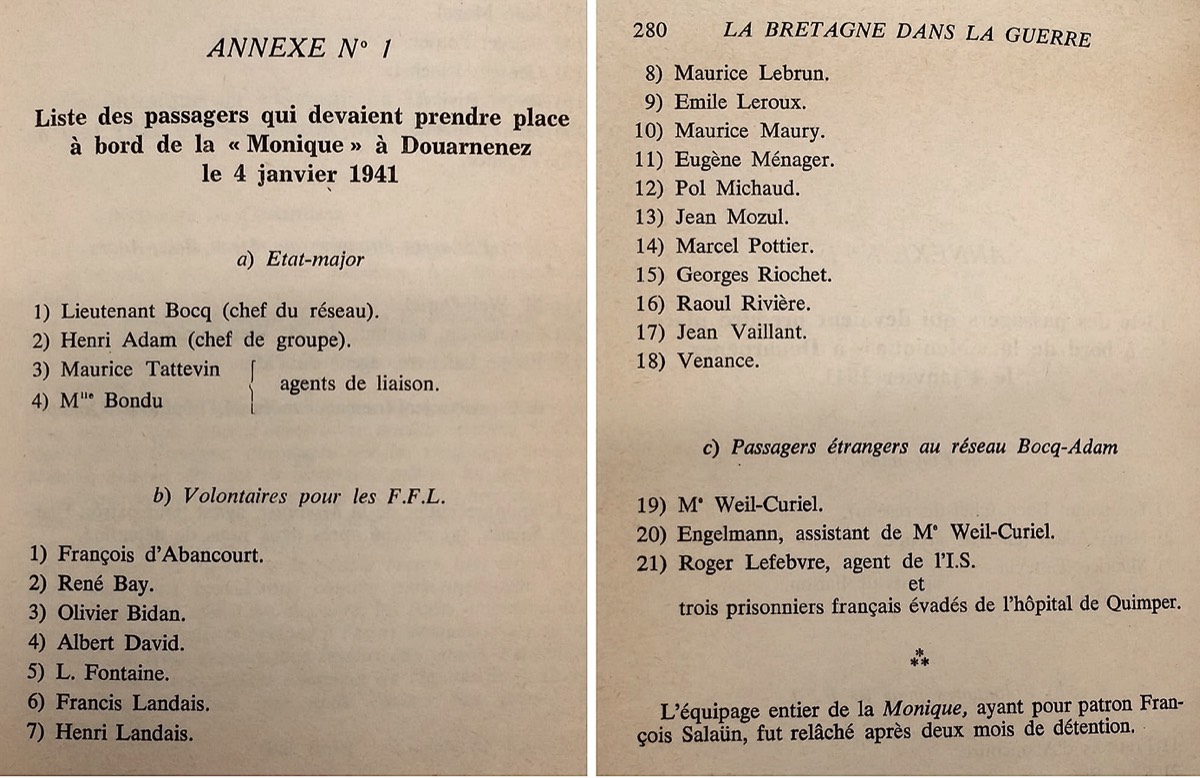 ANNEXE N° 1
Liste des passagers qui devaient prendre place
à bord de la « Monique » à Douarnenez
le 4 janvier 1941
a) Etat-major
1) Lieutenant Bocq (chef du réseau).
2) Henri Adam (chef de groupe).
3) Maurice Tattevin
4) Mlle Bondu
agents de liaison.
b) Volontaires pour les F.F.L.
1) François d'Abancourt.
2) René Bay.
3) Olivier Bidan.
4) Albert David.
5) L. Fontaine.
6) Francis Landais.
7) Henri Landais.
280 LA BRETAGNE DANS LA GUERRE
8) Maurice Lebrun.
9) Emile Leroux.
10) Maurice Maury.
11) Eugène Ménager.
12) Pol Michaud.
13) Jean Mozul.
14) Marcel Pottier.
15) Georges Riochet.
16) Raoul Rivière.
17) Jean Vaillant.
18) Venance.
c) Passagers étrangers au réseau Bocq-Adam
19) Me Weil-Curiel.
20) Engelmann, assistant de Me Weil-Curiel.
21) Roger Lefebvre, agent de l'I.S.
et
trois prisonniers français évadés de l'hôpital de Quimper.
⁂
L'équipage entier de la Monique, ayant pour patron Fran-
çois Salaün, fut relâché après deux mois de détention.